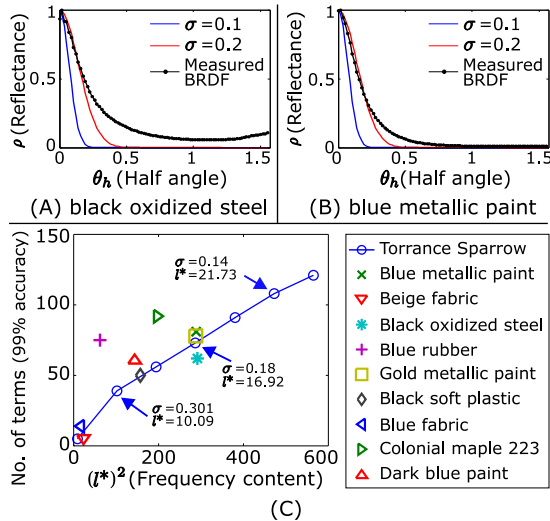 ρ (Reflectance)
1
0.5
0
0 0.5 1 1.5
θh (Half angle)
σ=0.1
σ=0.2
Measured
BRDF
(A) black oxidized steel
ρ (Reflectance)
1
0.5
0
0 0.5 1 1.5
θh (Half angle)
σ=0.1
σ=0.2
Measured
BRDF
(B) blue metallic paint
No. of terms (99% accuracy)
150
100
50
0
0 200 400 600
(l*)² (Frequency content)
σ=0.14
l*=21.73
σ=0.18
l*=16.92
σ=0.301
l*=10.09
Torrance Sparrow
Blue metallic paint
Beige fabric
Black oxidized steel
Blue rubber
Gold metallic paint
Black soft plastic
Blue fabric
Colonial maple 223
Dark blue paint
(C)